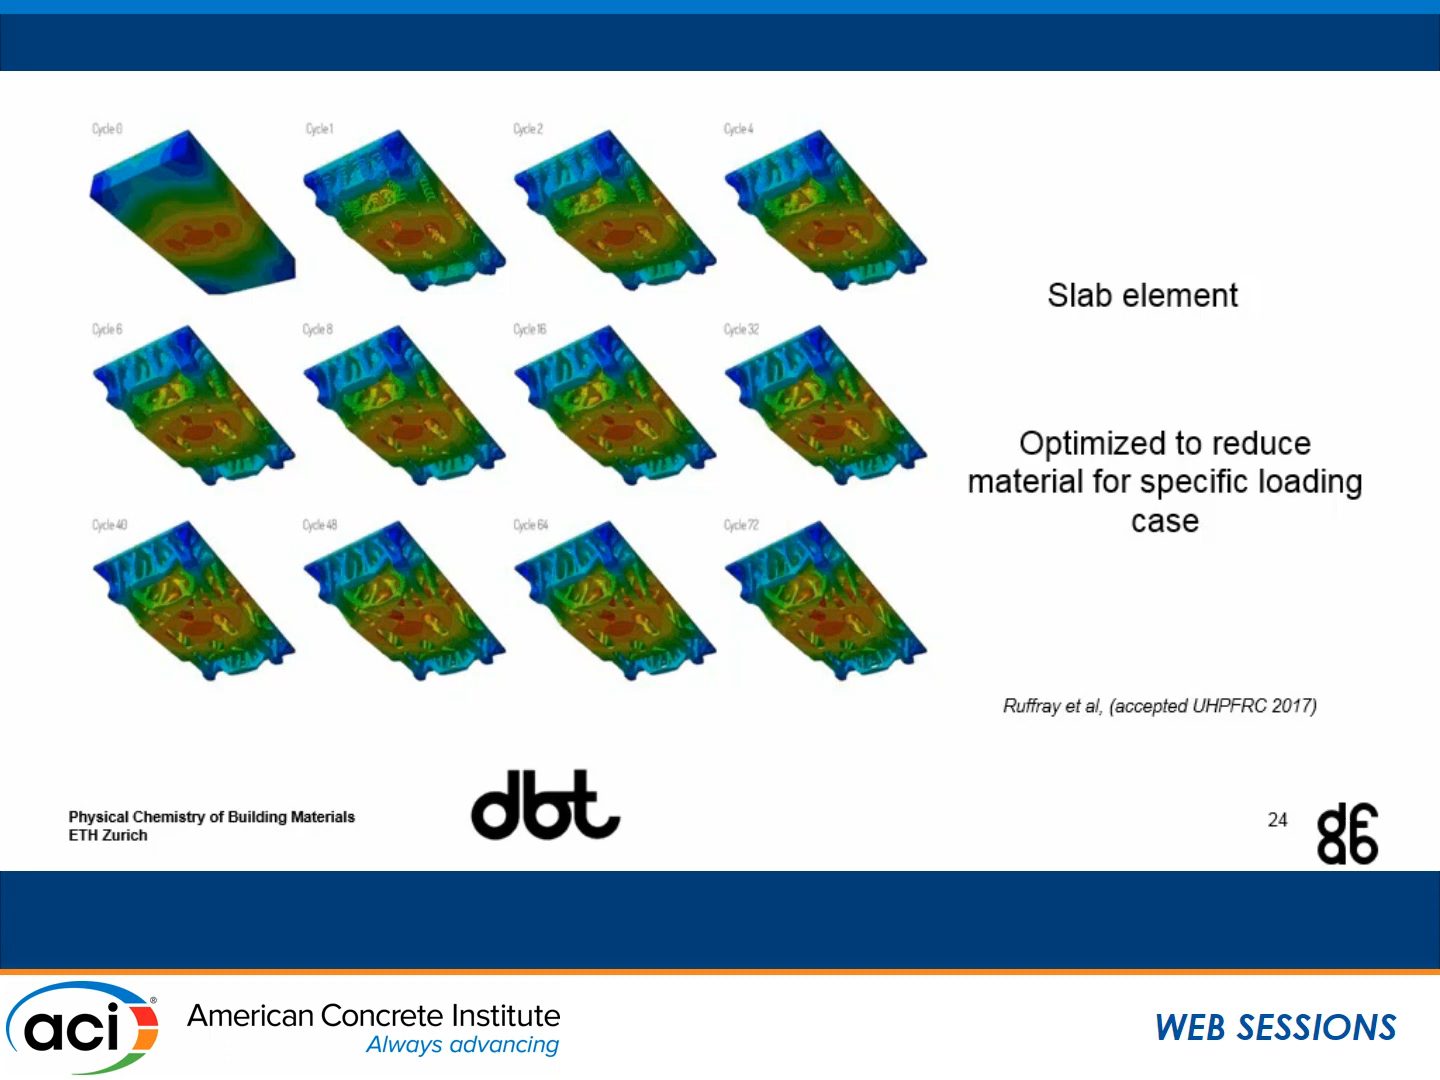 Cycle 0
Cycle 1
Cycle 2
Cycle 4
Cycle 6
Cycle 8
Cycle 16
Cycle 32
Cycle 40
Cycle 48
Cycle 64
Cycle 72
Slab element
Optimized to reduce
material for specific loading
case
Ruffray et al, (accepted UHPFRC 2017)
Physical Chemistry of Building Materials
ETH Zurich
dbt
24
dfab
aci®
American Concrete Institute
Always advancing
WEB SESSIONS